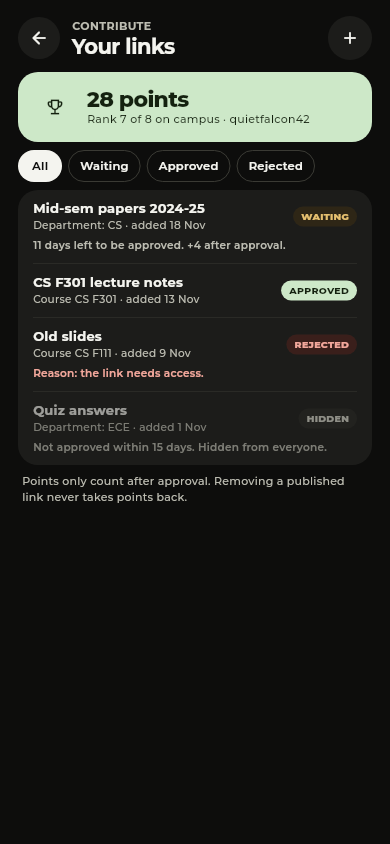 CONTRIBUTE
Your links
28 points
Rank 7 of 8 on campus · quietfalcon42
All
Waiting
Approved
Rejected
Mid-sem papers 2024-25
WAITING
Department: CS · added 18 Nov
11 days left to be approved. +4 after approval.
CS F301 lecture notes
APPROVED
Course CS F301 · added 13 Nov
Old slides
REJECTED
Course CS F111 · added 9 Nov
Reason: the link needs access.
Quiz answers
HIDDEN
Department: ECE · added 1 Nov
Not approved within 15 days. Hidden from everyone.
Points only count after approval. Removing a published
link never takes points back.